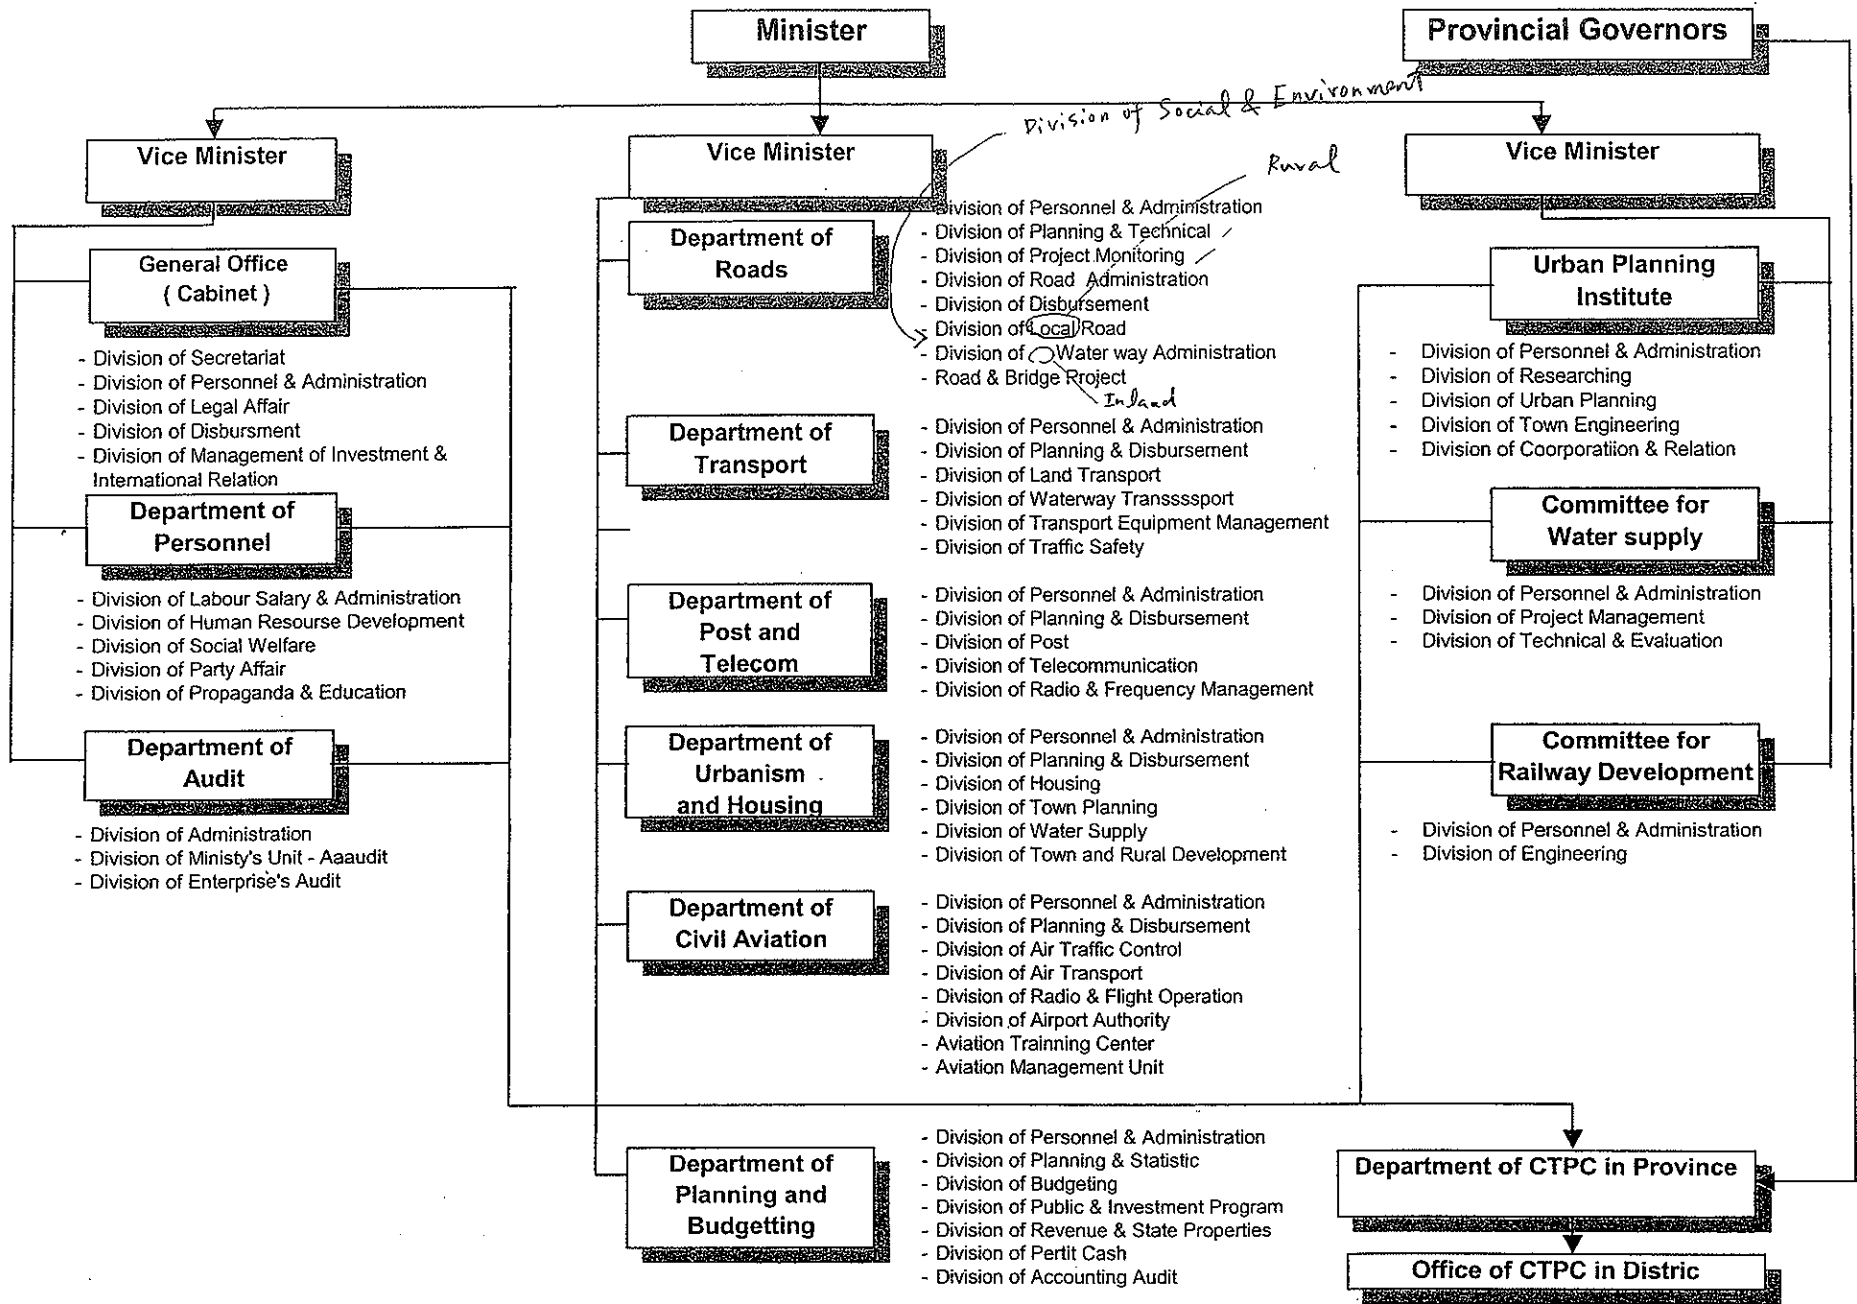 Minister
Provincial Governors
Division of Social & Environment
Vice Minister
Vice Minister
Vice Minister
Rural
General Office
( Cabinet )
- Division of Secretariat
- Division of Personnel & Administration
- Division of Legal Affair
- Division of Disbursment
- Division of Management of Investment &
International Relation
Department of
Personnel
- Division of Labour Salary & Administration
- Division of Human Resourse Development
- Division of Social Welfare
- Division of Party Affair
- Division of Propaganda & Education
Department of
Audit
- Division of Administration
- Division of Ministy's Unit - Aaaudit
- Division of Enterprise's Audit
Department of
Roads
- Division of Personnel & Administration
- Division of Planning & Technical
- Division of Project Monitoring
- Division of Road Administration
- Division of Disbursement
- Division of Local Road
- Division of Water way Administration
- Road & Bridge Project
Inland
Department of
Transport
- Division of Personnel & Administration
- Division of Planning & Disbursement
- Division of Land Transport
- Division of Waterway Transsssport
- Division of Transport Equipment Management
- Division of Traffic Safety
Department of
Post and
Telecom
- Division of Personnel & Administration
- Division of Planning & Disbursement
- Division of Post
- Division of Telecommunication
- Division of Radio & Frequency Management
Department of
Urbanism
and Housing
- Division of Personnel & Administration
- Division of Planning & Disbursement
- Division of Housing
- Division of Town Planning
- Division of Water Supply
- Division of Town and Rural Development
Department of
Civil Aviation
- Division of Personnel & Administration
- Division of Planning & Disbursement
- Division of Air Traffic Control
- Division of Air Transport
- Division of Radio & Flight Operation
- Division of Airport Authority
- Aviation Trainning Center
- Aviation Management Unit
Department of
Planning and
Budgetting
- Division of Personnel & Administration
- Division of Planning & Statistic
- Division of Budgeting
- Division of Public & Investment Program
- Division of Revenue & State Properties
- Division of Pertit Cash
- Division of Accounting Audit
Urban Planning
Institute
- Division of Personnel & Administration
- Division of Researching
- Division of Urban Planning
- Division of Town Engineering
- Division of Coorporatiion & Relation
Committee for
Water supply
- Division of Personnel & Administration
- Division of Project Management
- Division of Technical & Evaluation
Committee for
Railway Development
- Division of Personnel & Administration
- Division of Engineering
Department of CTPC in Province
Office of CTPC in Distric